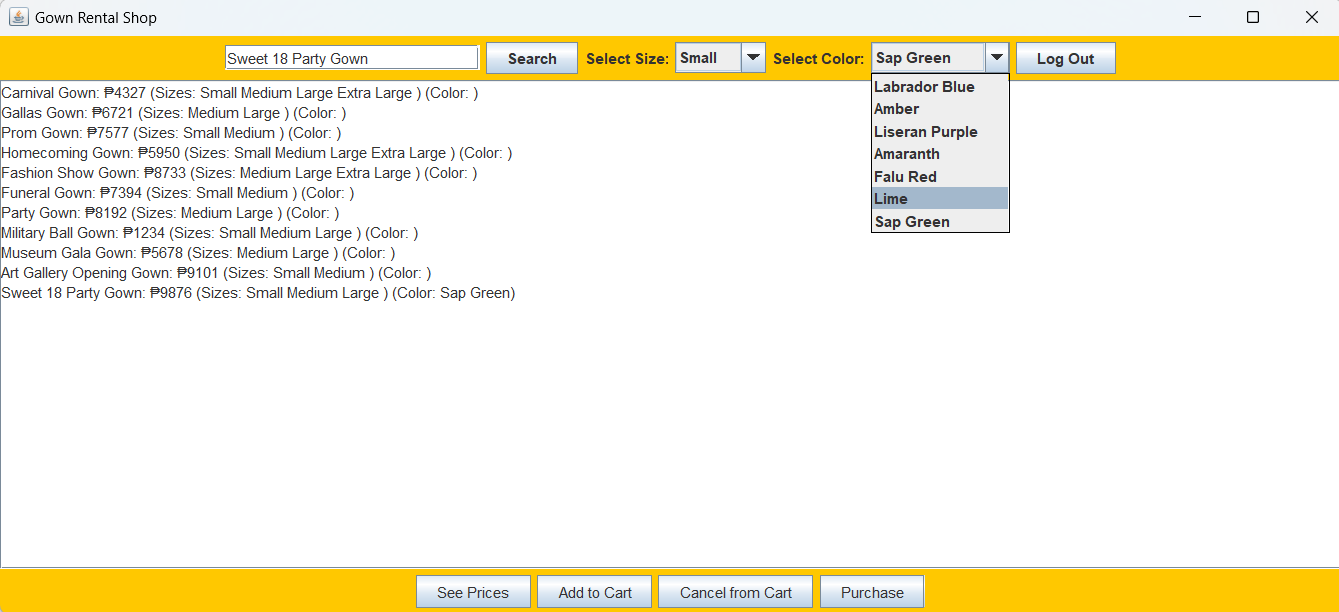 Gown Rental Shop
Sweet 18 Party Gown Search Select Size: Small Select Color: Sap Green Log Out
Labrador Blue
Amber
Liseran Purple
Amaranth
Falu Red
Lime
Sap Green
Carnival Gown: ₱4327 (Sizes: Small Medium Large Extra Large ) (Color: )
Gallas Gown: ₱6721 (Sizes: Medium Large ) (Color: )
Prom Gown: ₱7577 (Sizes: Small Medium ) (Color: )
Homecoming Gown: ₱5950 (Sizes: Small Medium Large Extra Large ) (Color: )
Fashion Show Gown: ₱8733 (Sizes: Medium Large Extra Large ) (Color: )
Funeral Gown: ₱7394 (Sizes: Small Medium ) (Color: )
Party Gown: ₱8192 (Sizes: Medium Large ) (Color: )
Military Ball Gown: ₱1234 (Sizes: Small Medium Large ) (Color: )
Museum Gala Gown: ₱5678 (Sizes: Medium Large ) (Color: )
Art Gallery Opening Gown: ₱9101 (Sizes: Small Medium ) (Color: )
Sweet 18 Party Gown: ₱9876 (Sizes: Small Medium Large ) (Color: Sap Green)
See Prices Add to Cart Cancel from Cart Purchase